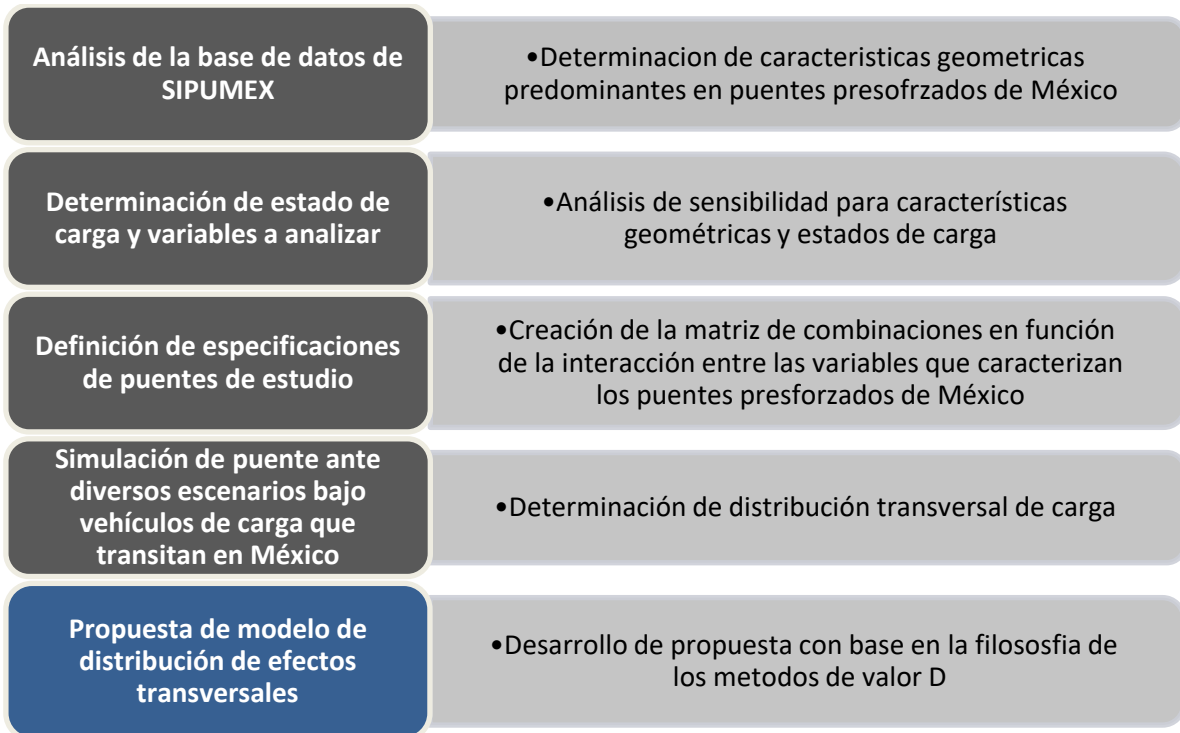 Análisis de la base de datos de
SIPUMEX
•Determinacion de caracteristicas geometricas
predominantes en puentes presofrzados de México
Determinación de estado de
carga y variables a analizar
•Análisis de sensibilidad para características
geométricas y estados de carga
Definición de especificaciones
de puentes de estudio
•Creación de la matriz de combinaciones en función
de la interacción entre las variables que caracterizan
los puentes presforzados de México
Simulación de puente ante
diversos escenarios bajo
vehículos de carga que
transitan en México
•Determinación de distribución transversal de carga
Propuesta de modelo de
distribución de efectos
transversales
•Desarrollo de propuesta con base en la filososfia de
los metodos de valor D